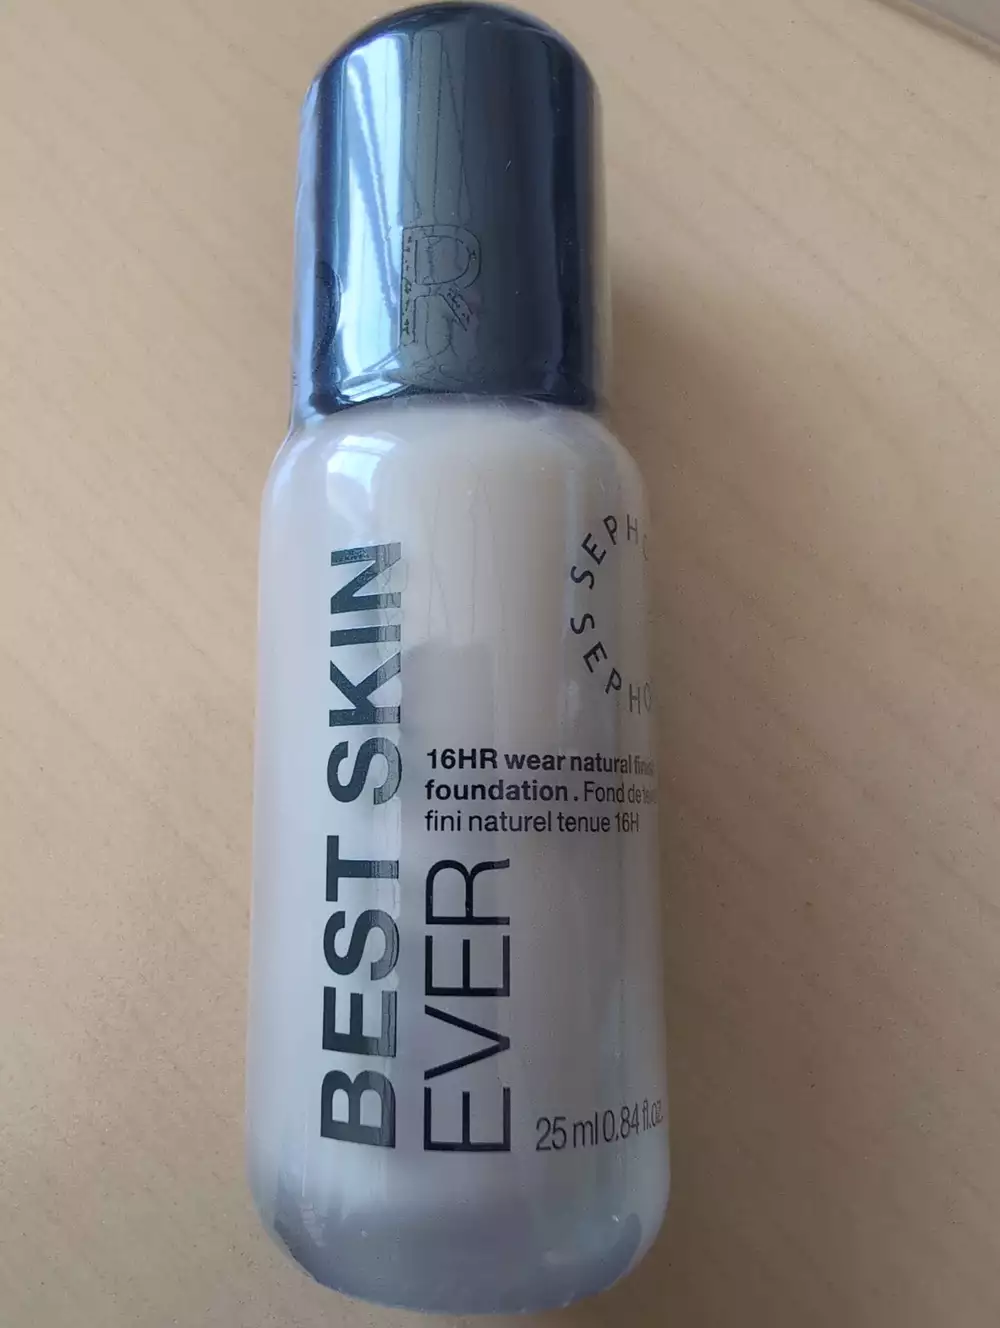 BEST SKIN
EVER
16HR wear natural
foundation. Fond de
fini naturel tenue 16H
25 ml 0.84 fl.oz